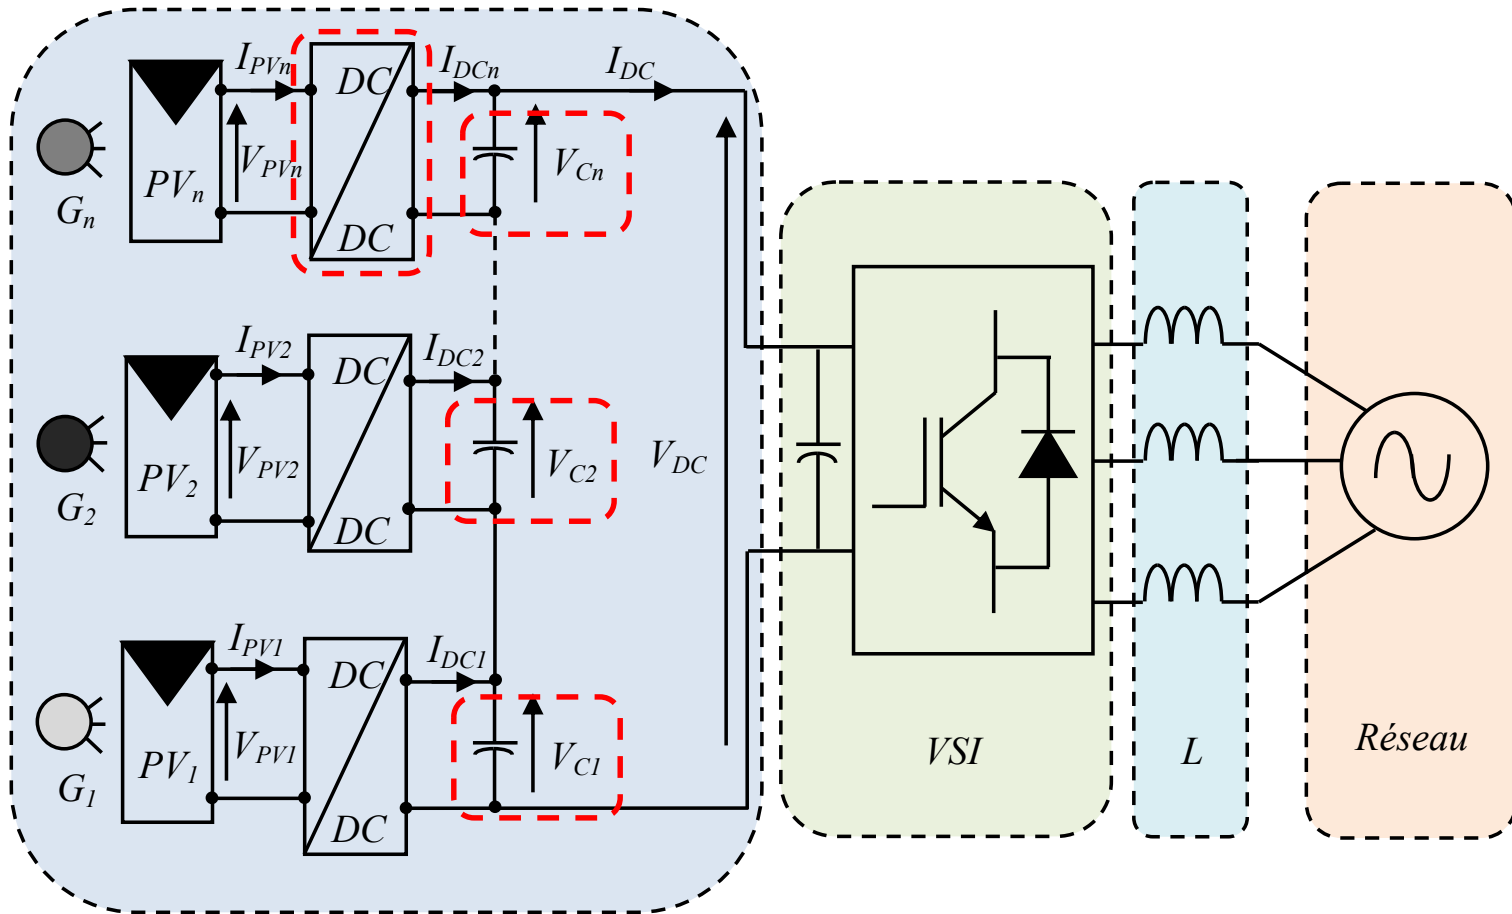 I_PVn
DC
I_DCn
I_DC
V_PVn
V_Cn
PV_n
G_n
DC
I_PV2
DC
I_DC2
V_PV2
V_C2
V_DC
PV_2
G_2
DC
I_PV1
DC
I_DC1
V_PV1
V_C1
PV_1
G_1
DC
VSI
L
Réseau